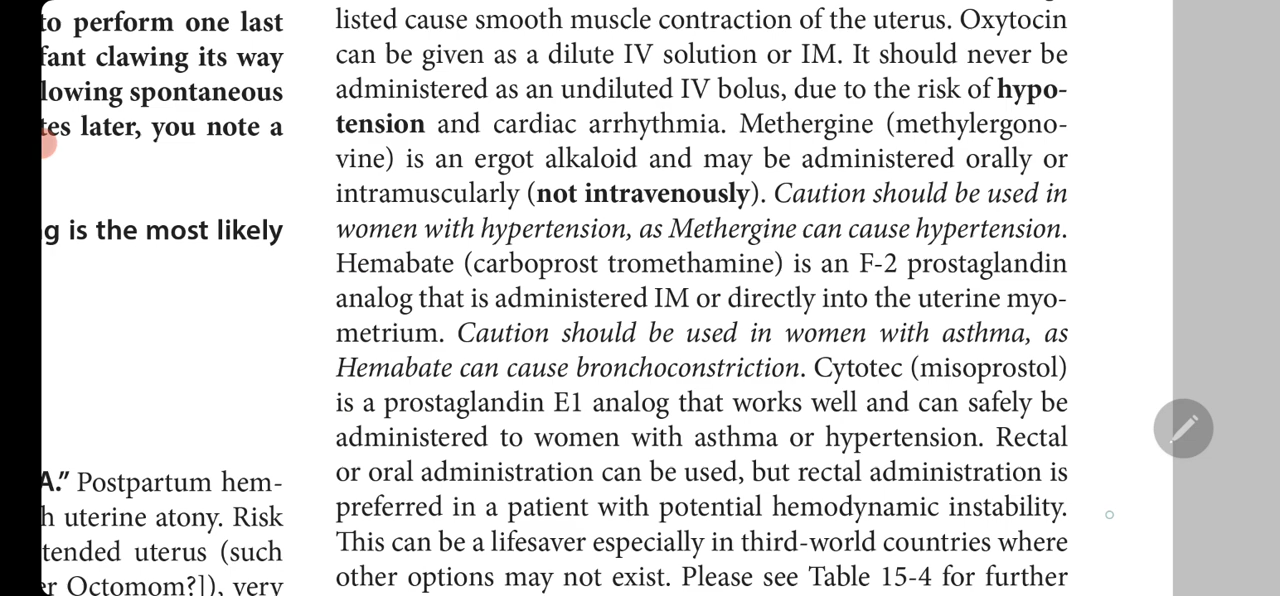 to perform one last
clawing its way
spontaneous
later, you note a
is the most likely
A.” Postpartum hem-
uterine atony. Risk
uterus (such
Octomom?]), very
listed cause smooth muscle contraction of the uterus. Oxytocin
can be given as a dilute IV solution or IM. It should never be
administered as an undiluted IV bolus, due to the risk of hypo-
tension and cardiac arrhythmia. Methergine (methylergono-
vine) is an ergot alkaloid and may be administered orally or
intramuscularly (not intravenously). Caution should be used in
women with hypertension, as Methergine can cause hypertension.
Hemabate (carboprost tromethamine) is an F-2 prostaglandin
analog that is administered IM or directly into the uterine myo-
metrium. Caution should be used in women with asthma, as
Hemabate can cause bronchoconstriction. Cytotec (misoprostol)
is a prostaglandin E1 analog that works well and can safely be
administered to women with asthma or hypertension. Rectal
or oral administration can be used, but rectal administration is
preferred in a patient with potential hemodynamic instability.
This can be a lifesaver especially in third-world countries where
other options may not exist. Please see Table 15-4 for further